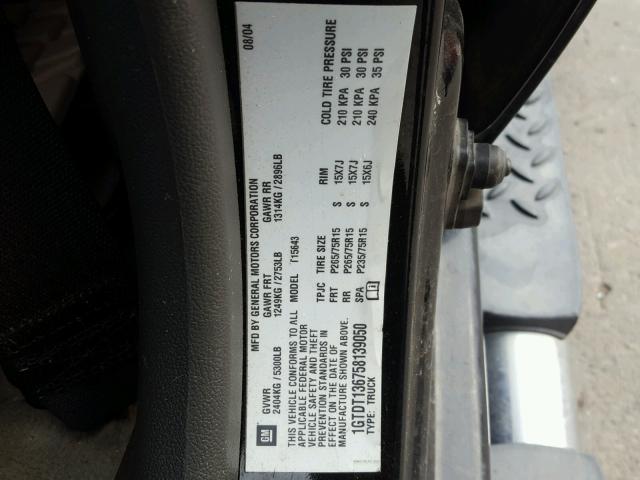 GM
MFD BY GENERAL MOTORS CORPORATION 08/04
GVWR GAWR FRT GAWR RR
2404KG/5300LB 1249KG/2753LB 1314KG/2896LB
THIS VEHICLE CONFORMS TO ALL
APPLICABLE FEDERAL MOTOR
VEHICLE SAFETY AND THEFT
PREVENTION STANDARDS IN
EFFECT ON THE DATE OF
MANUFACTURE SHOWN ABOVE.
1GTDT136758139050
TYPE: TRUCK
MODEL T15643
TPJC TIRE SIZE RIM COLD TIRE PRESSURE
FRT P265/75R15 S 15X7J 210 KPA 30 PSI
RR P265/75R15 S 15X7J 210 KPA 30 PSI
SPA P235/75R15 S 15X6J 240 KPA 35 PSI